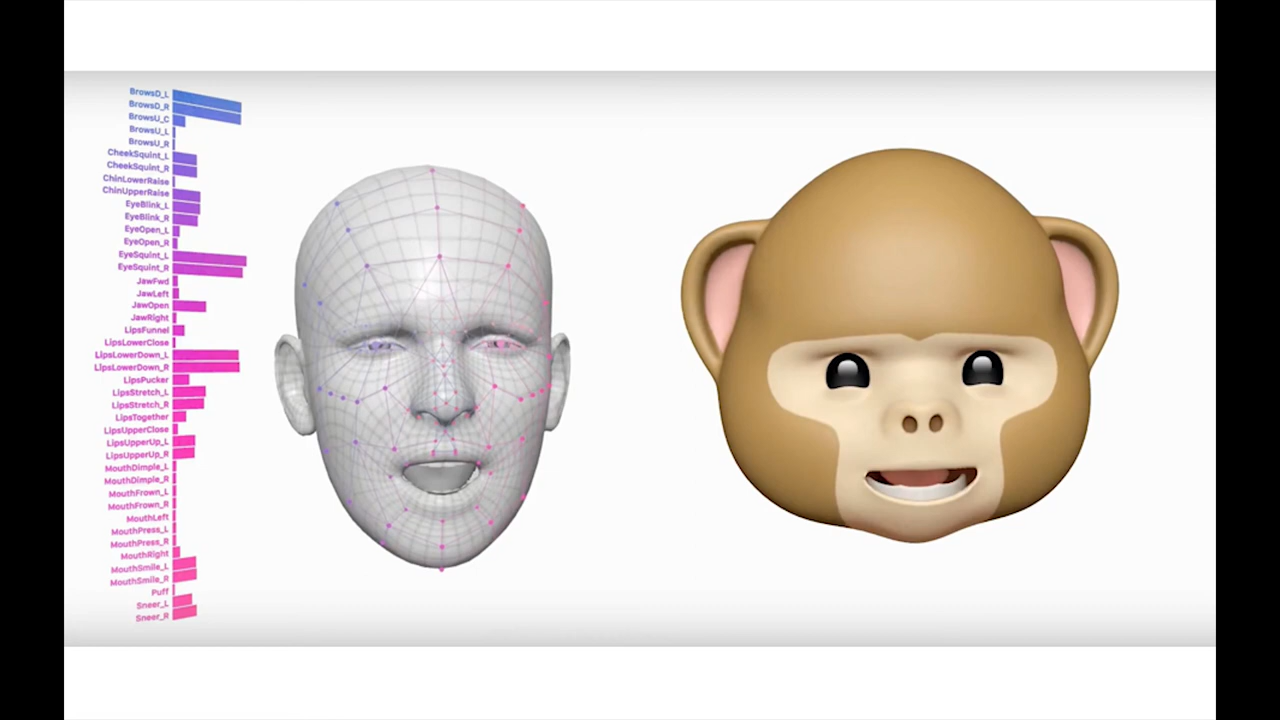 BrowsD_L
BrowsD_R
BrowsU_C
BrowsU_L
BrowsU_R
CheekSquint_L
CheekSquint_R
ChinLowerRaise
ChinUpperRaise
EyeBlink_L
EyeBlink_R
EyeOpen_L
EyeOpen_R
EyeSquint_L
EyeSquint_R
JawFwd
JawLeft
JawOpen
JawRight
LipsFunnel
LipsLowerClose
LipsLowerDown_L
LipsLowerDown_R
LipsPucker
LipsStretch_L
LipsStretch_R
LipsTogether
LipsUpperClose
LipsUpperUp_L
LipsUpperUp_R
MouthDimple_L
MouthDimple_R
MouthFrown_L
MouthFrown_R
MouthLeft
MouthPress_L
MouthPress_R
MouthRight
MouthSmile_L
MouthSmile_R
Puff
Sneer_L
Sneer_R